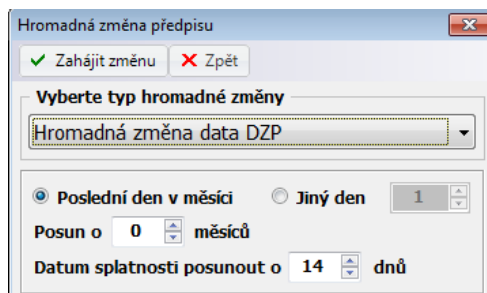 Hromadná změna předpisu
Zahájit změnu Zpět
Vyberte typ hromadné změny
Hromadná změna data DZP
Poslední den v měsíci Jiný den 1
Posun o 0 měsíců
Datum splatnosti posunout o 14 dnů